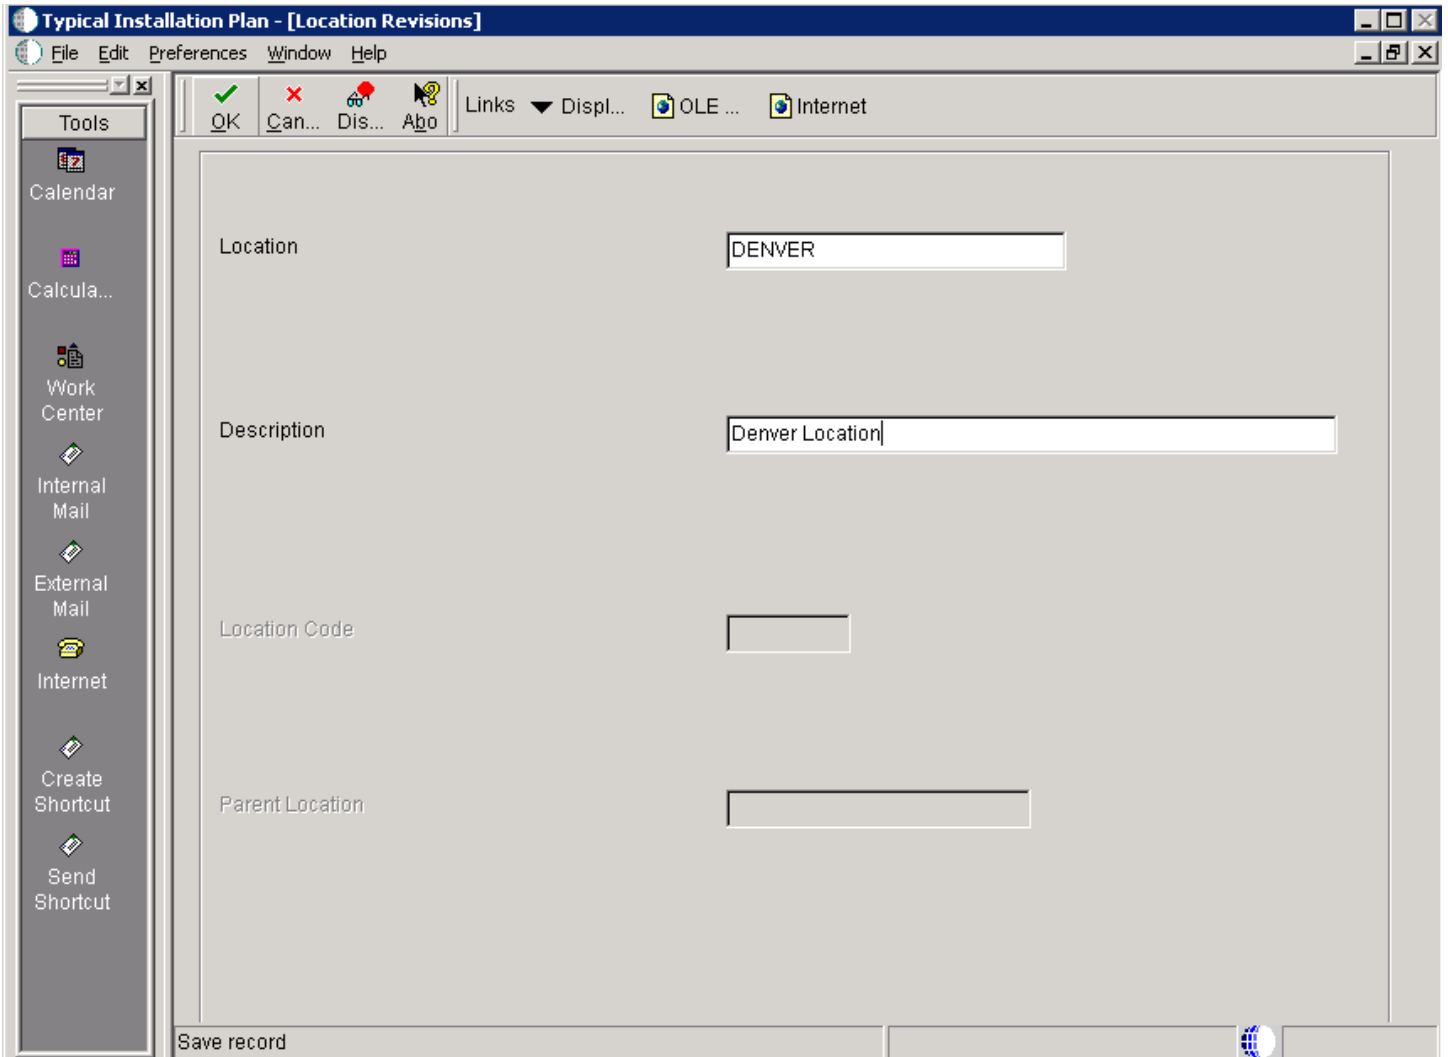 Typical Installation Plan - [Location Revisions]
File Edit Preferences Window Help
Tools
Calendar
Calcula...
Work
Center
Internal
Mail
External
Mail
Internet
Create
Shortcut
Send
Shortcut
OK Can... Dis... Abo Links Displ... OLE ... Internet
Location DENVER
Description Denver Location
Location Code
Parent Location
Save record